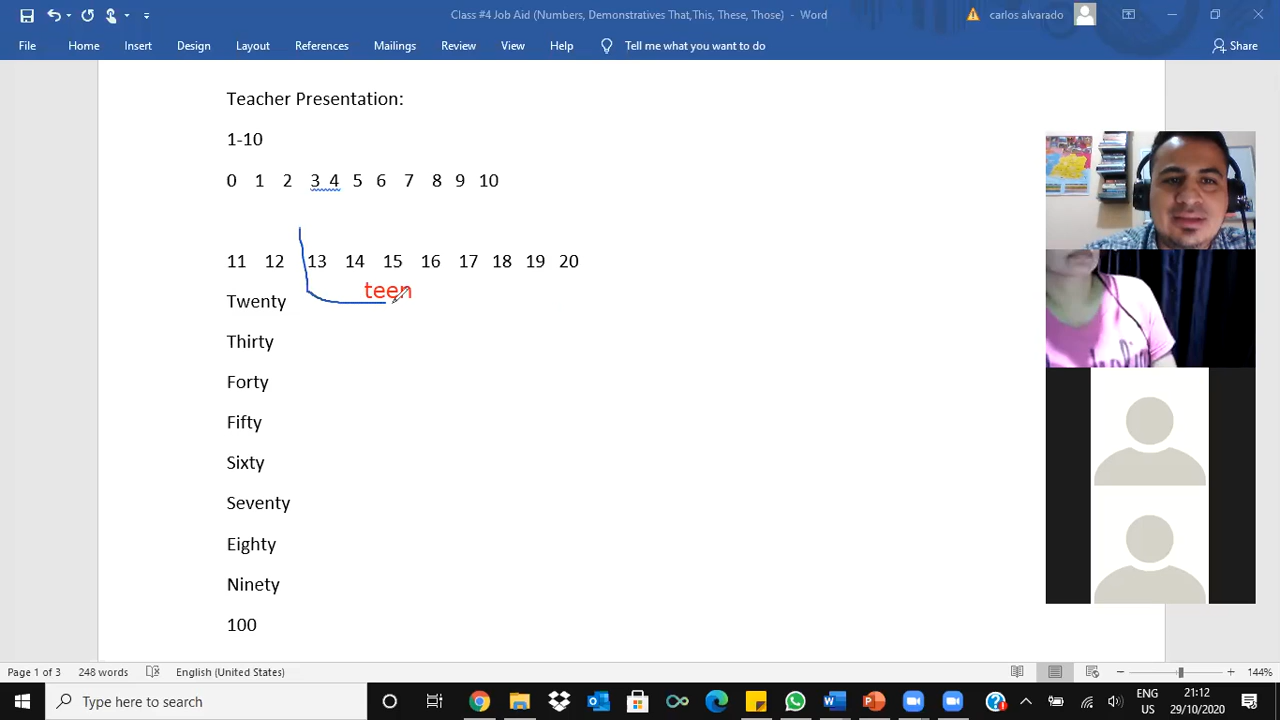 Class #4 Job Aid (Numbers, Demonstratives That,This, These, Those) - Word
carlos alvarado
File Home Insert Design Layout References Mailings Review View Help Tell me what you want to do Share
Teacher Presentation:
1-10
0 1 2 3 4 5 6 7 8 9 10
11 12 13 14 15 16 17 18 19 20
teen
Twenty
Thirty
Forty
Fifty
Sixty
Seventy
Eighty
Ninety
100
Page 1 of 3 248 words English (United States) 144%
Type here to search
ENG 21:12
US 29/10/2020